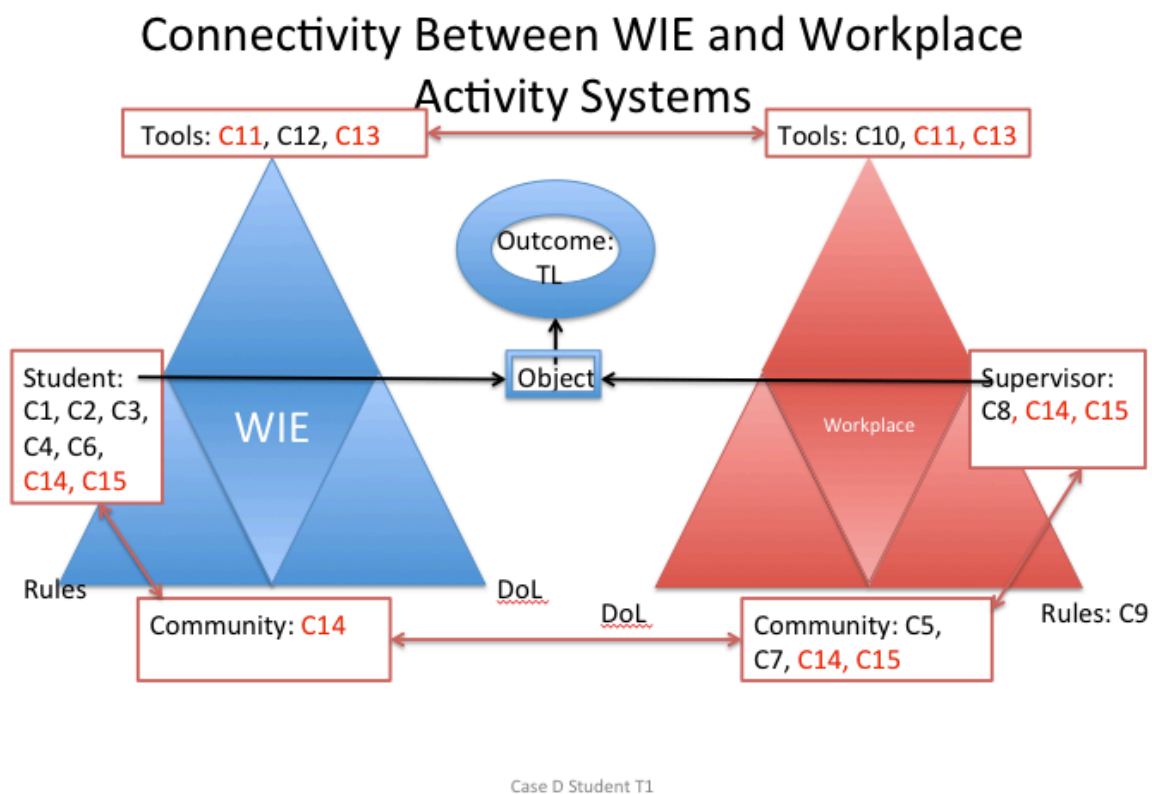 Connectivity Between WIE and Workplace
Activity Systems
Tools: C11, C12, C13
Tools: C10, C11, C13
Outcome:
TL
Student:
C1, C2, C3,
C4, C6,
C14, C15
Object
Supervisor:
C8, C14, C15
WIE
Workplace
Rules
DoL
DoL
Rules: C9
Community: C14
Community: C5,
C7, C14, C15
Case D Student T1